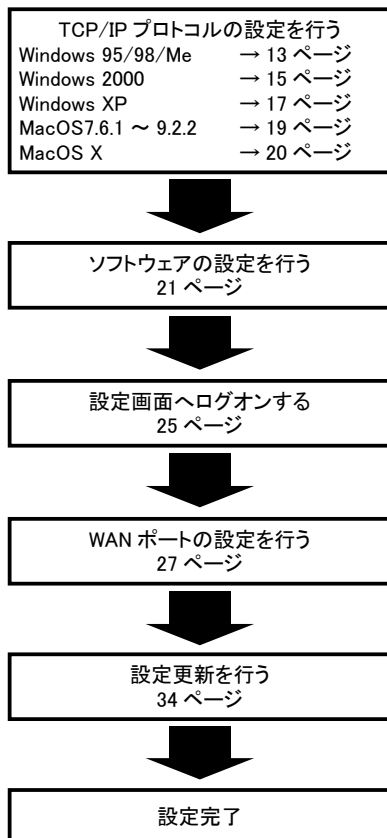 TCP/IP プロトコルの設定を行う
Windows 95/98/Me → 13 ページ
Windows 2000 → 15 ページ
Windows XP → 17 ページ
MacOS7.6.1 ～ 9.2.2 → 19 ページ
MacOS X → 20 ページ
ソフトウェアの設定を行う
21 ページ
設定画面へログオンする
25 ページ
WAN ポートの設定を行う
27 ページ
設定更新を行う
34 ページ
設定完了